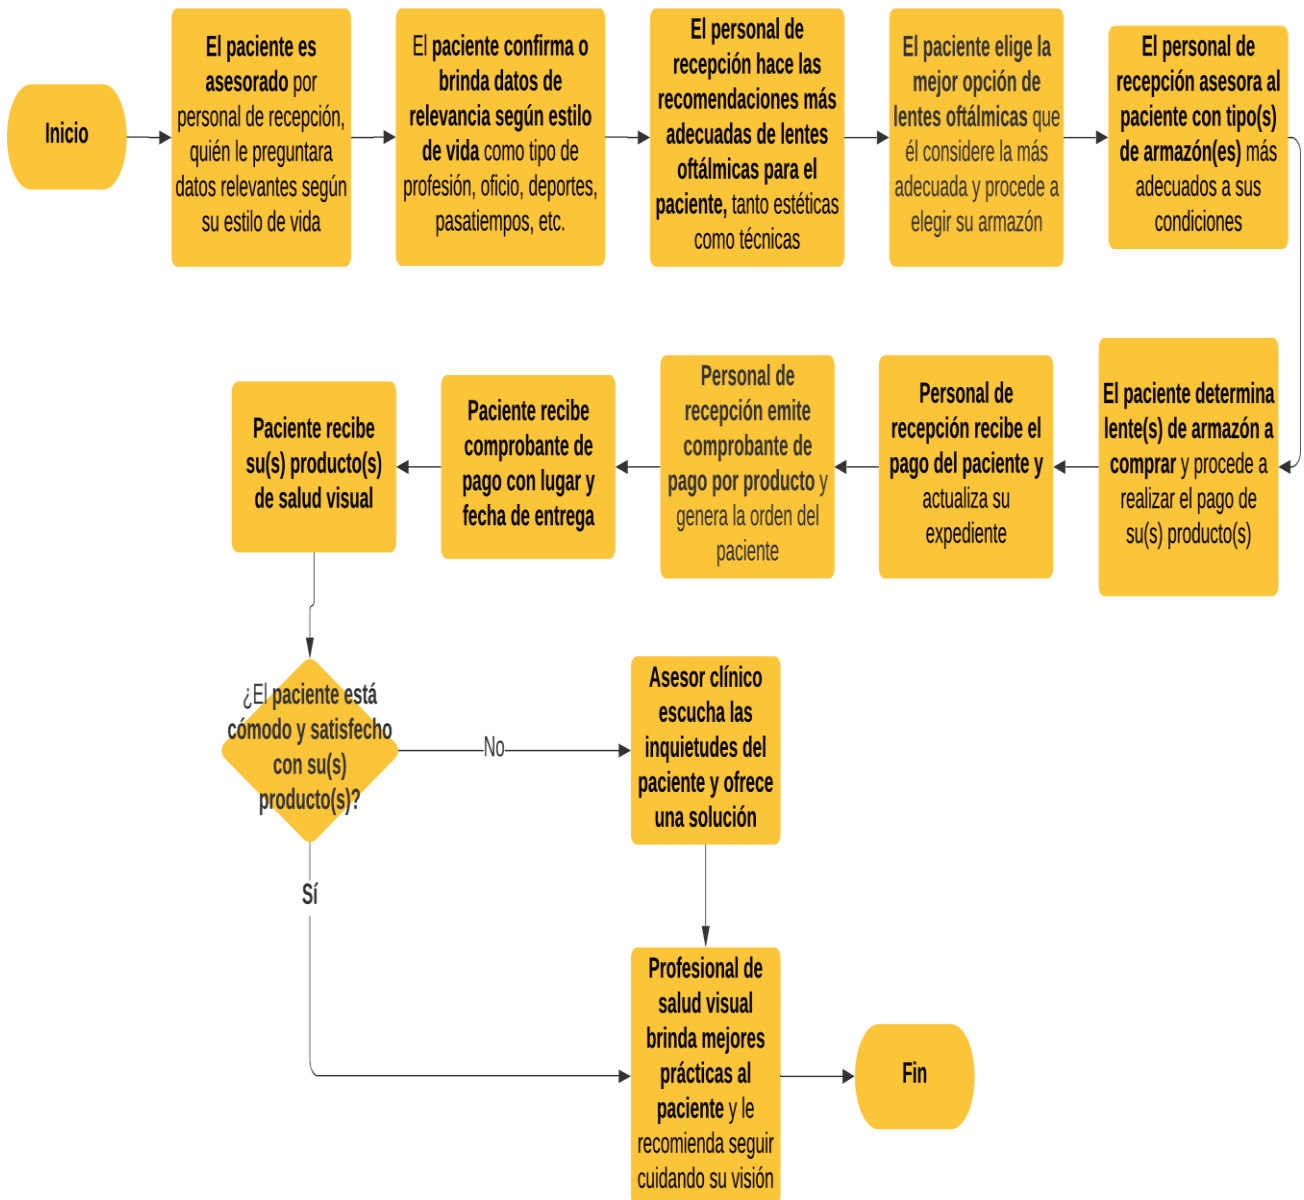 Inicio
El paciente es
asesorado por
personal de recepción,
quién le preguntara
datos relevantes según
su estilo de vida
El paciente confirma o
brinda datos de
relevancia según estilo
de vida como tipo de
profesión, oficio, deportes,
pasatiempos, etc.
El personal de
recepción hace las
recomendaciones más
adecuadas de lentes
oftálmicas para el
paciente, tanto estéticas
como técnicas
El paciente elige la
mejor opción de
lentes oftálmicas que
él considere la más
adecuada y procede a
elegir su armazón
El personal de
recepción asesora al
paciente con tipo(s)
de armazón(es) más
adecuados a sus
condiciones
El paciente determina
lente(s) de armazón a
comprar y procede a
realizar el pago de
su(s) producto(s)
Personal de
recepción recibe el
pago del paciente y
actualiza su
expediente
Personal de
recepción emite
comprobante de
pago por producto y
genera la orden del
paciente
Paciente recibe
comprobante de
pago con lugar y
fecha de entrega
Paciente recibe
su(s) producto(s)
de salud visual
¿El paciente está
cómodo y satisfecho
con su(s)
producto(s)?
No
Asesor clínico
escucha las
inquietudes del
paciente y ofrece
una solución
Sí
Profesional de
salud visual
brinda mejores
prácticas al
paciente y le
recomienda seguir
cuidando su visión
Fin